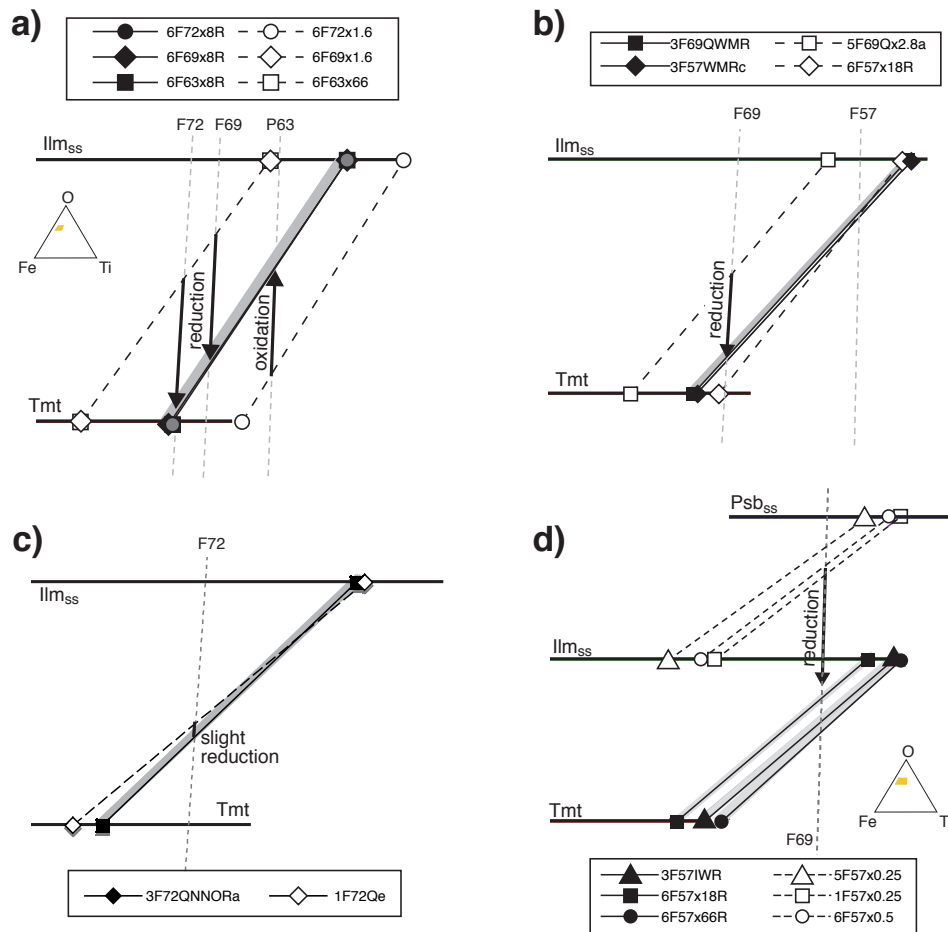 a)
6F72x8R 6F72x1.6
6F69x8R 6F69x1.6
6F63x8R 6F63x66
F72 F69 P63
Ilmss
O
Fe Ti
reduction
oxidation
Tmt
b)
3F69QWMR 5F69Qx2.8a
3F57WMRc 6F57x18R
F69 F57
Ilmss
reduction
Tmt
c)
F72
Ilmss
slight
reduction
Tmt
3F72QNNORa 1F72Qe
d)
Psbss
reduction
Ilmss
O
Fe T
Tmt
F69
3F57IWR 5F57x0.25
6F57x18R 1F57x0.25
6F57x66R 6F57x0.5